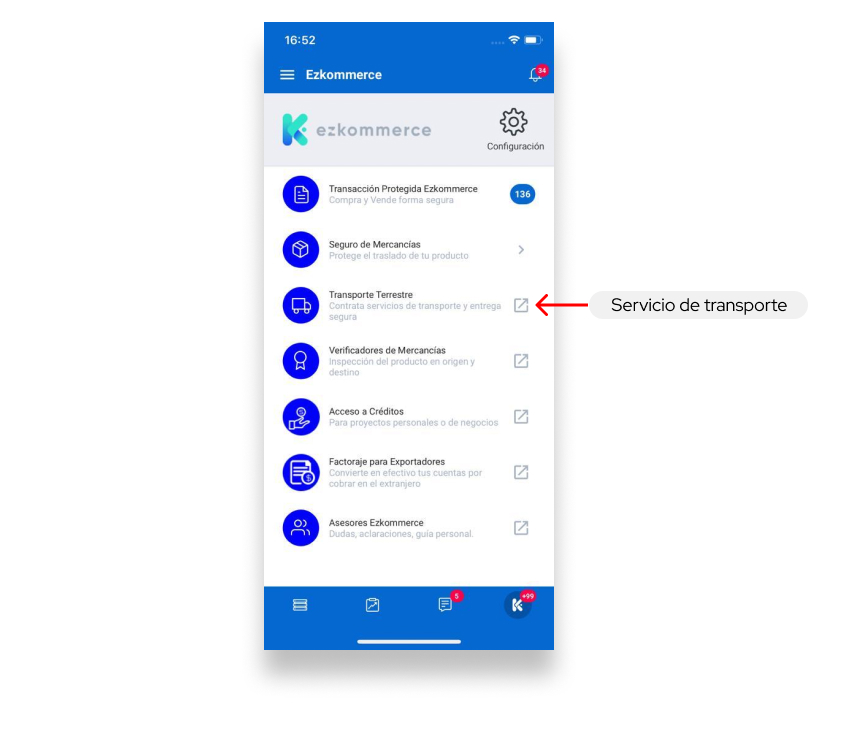 16:52
Ezkommerce
34
ezkommerce
Configuración
Transacción Protegida Ezkommerce
Compra y Vende forma segura
136
Seguro de Mercancías
Protege el traslado de tu producto
Transporte Terrestre
Contrata servicios de transporte y entrega
segura
Servicio de transporte
Verificadores de Mercancías
Inspección del producto en origen y
destino
Acceso a Créditos
Para proyectos personales o de negocios
Factoraje para Exportadores
Convierte en efectivo tus cuentas por
cobrar en el extranjero
Asesores Ezkommerce
Dudas, aclaraciones, guía personal.
5
+99